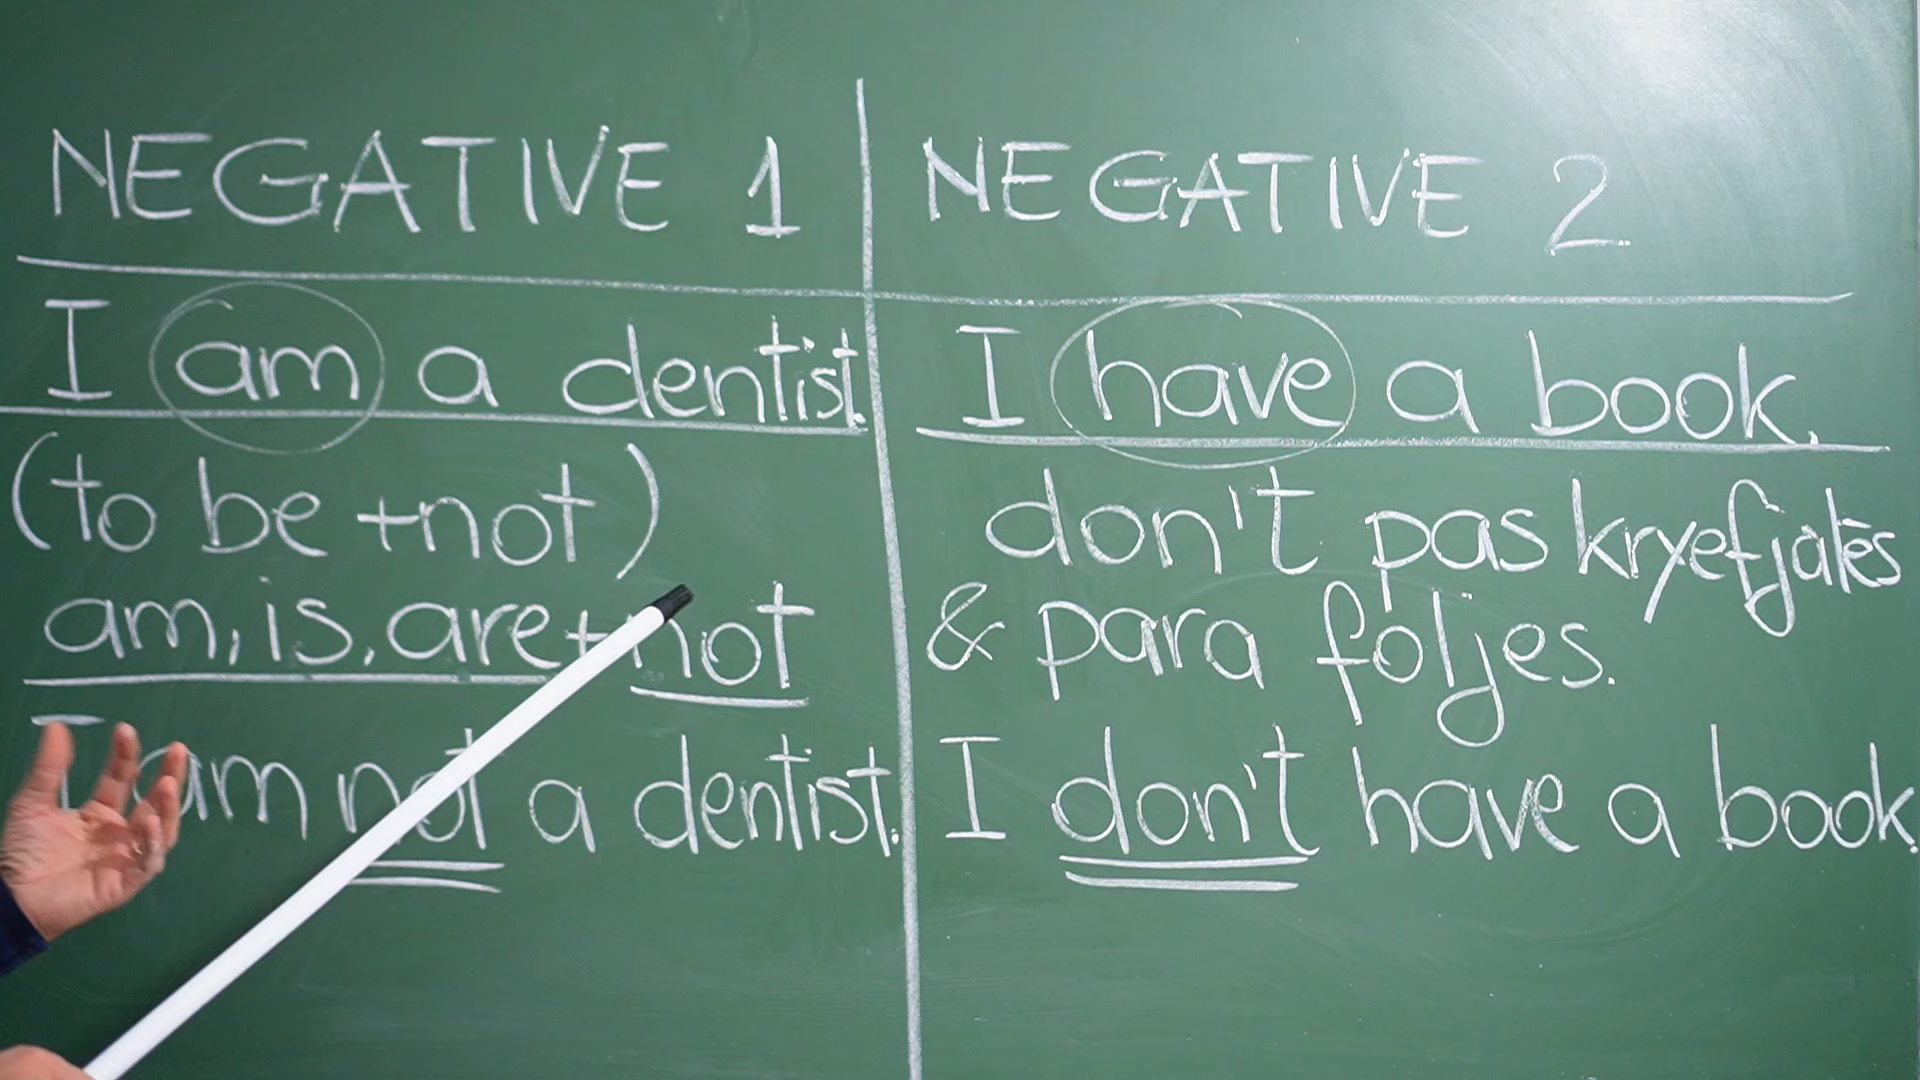 NEGATIVE 1
I am a dentist.
(to be +not)
am, is, are+not
I am not a dentist.
NEGATIVE 2
I have a book.
don't pas kryefjalës
& para foljes.
I don't have a book.